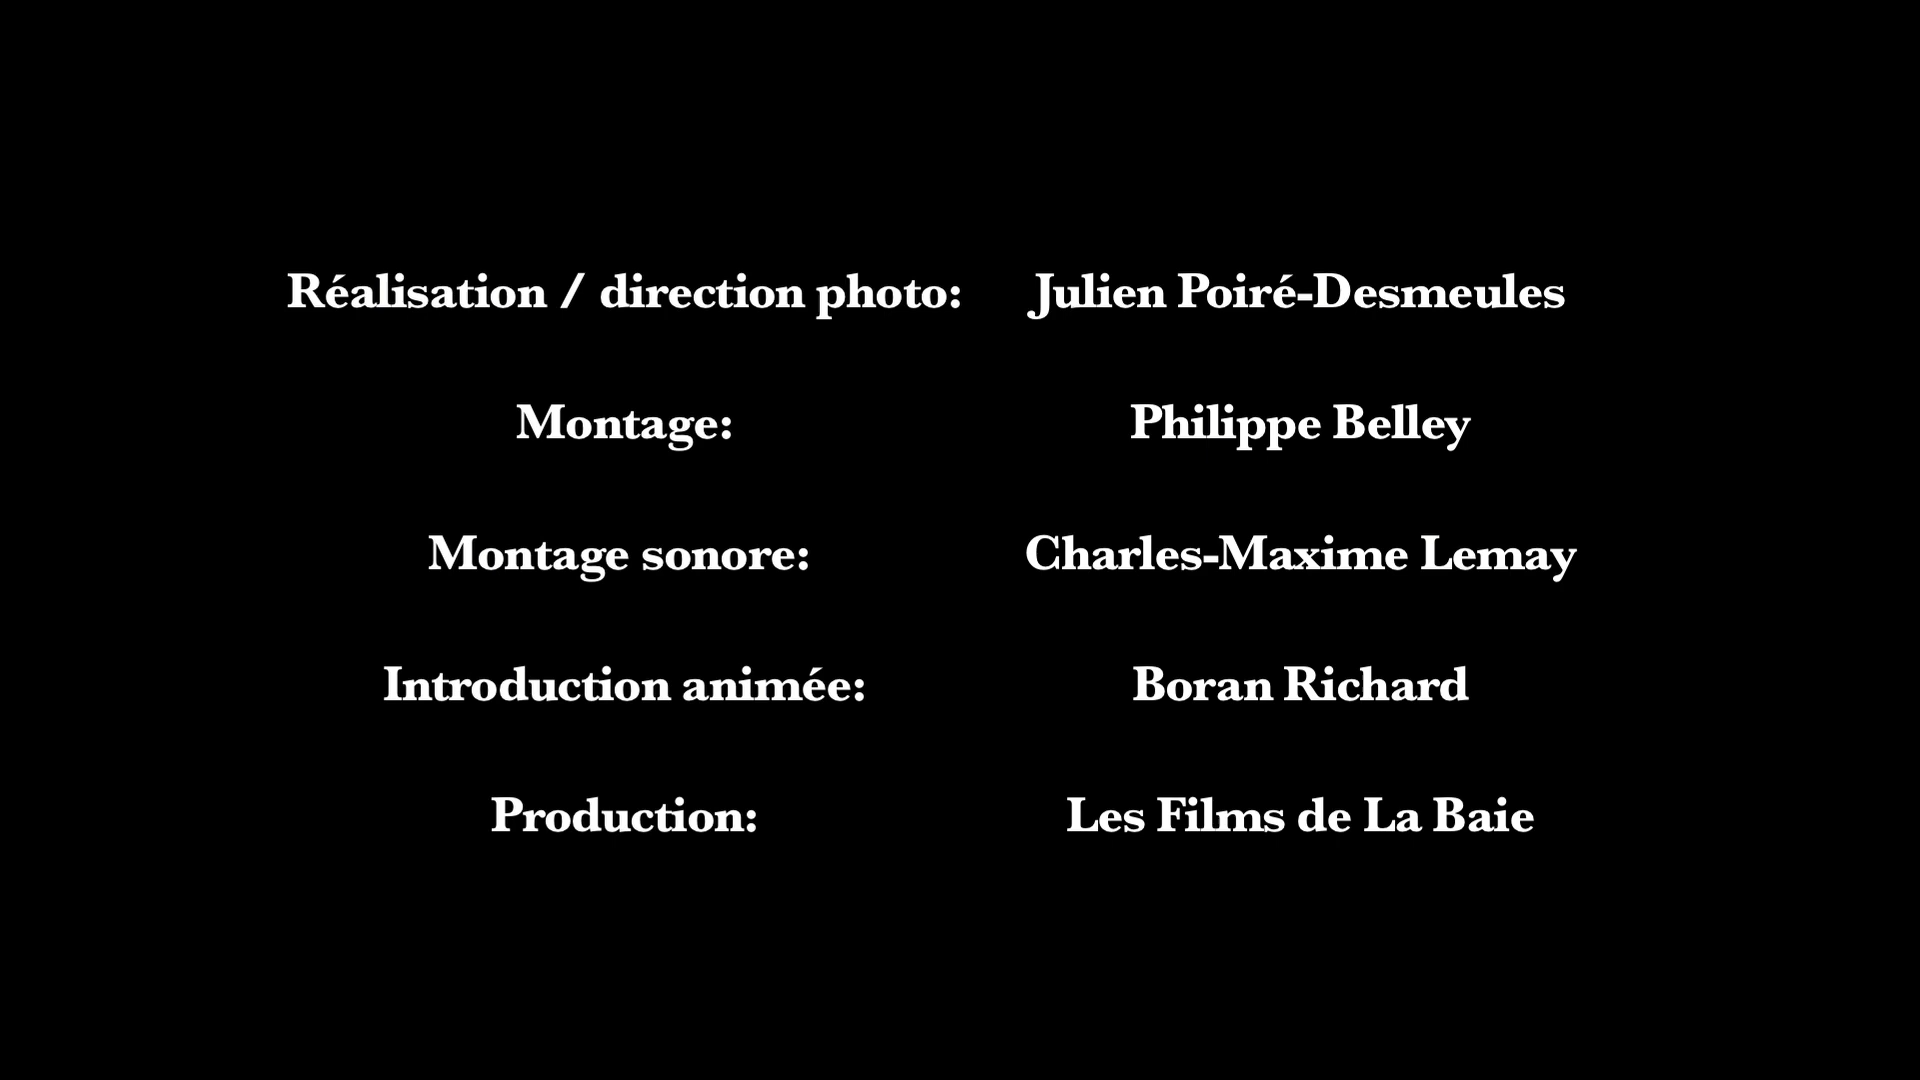 Réalisation / direction photo: Julien Poiré-Desmeules
Montage: Philippe Belley
Montage sonore: Charles-Maxime Lemay
Introduction animée: Boran Richard
Production: Les Films de La Baie